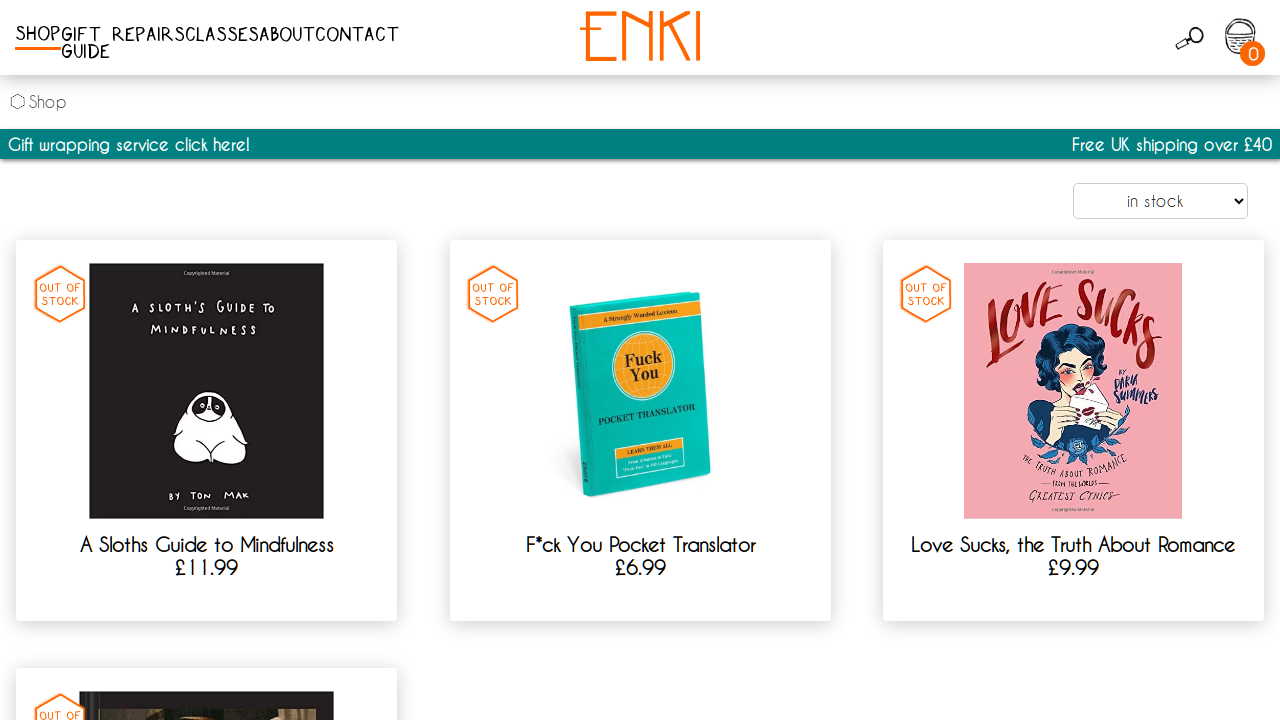 SHOP GIFT GUIDE REPAIRS CLASSES ABOUT CONTACT
ENKI
0
Shop
Gift wrapping service click here!
Free UK shipping over £40
in stock
OUT OF
STOCK
Copyrighted Material
A SLOTH'S GUIDE TO
MINDFULNESS
BY TON MAK
Copyrighted Material
A Sloths Guide to Mindfulness
£11.99
OUT OF
STOCK
A Strongly Worded Lexicon
Fuck
You
POCKET TRANSLATOR
LEARN THEM ALL
F*ck You Pocket Translator
£6.99
OUT OF
STOCK
Copyrighted Material
LOVE SUCKS
BY
DARIA
SUMMERS
THE TRUTH ABOUT ROMANCE
FROM THE WORLDS
GREATEST CYNICS
Copyrighted Material
Love Sucks, the Truth About Romance
£9.99
OUT OF